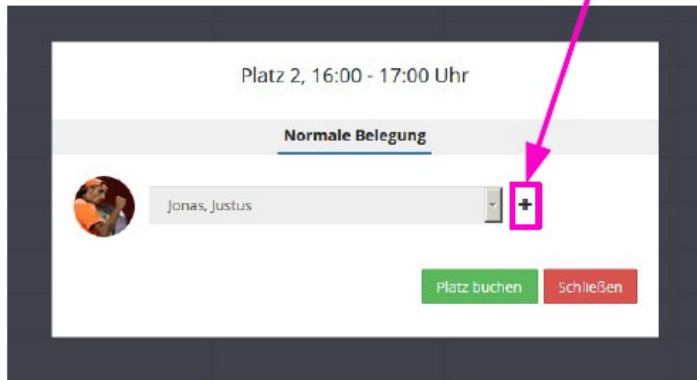 Platz 2, 16:00 - 17:00 Uhr
Normale Belegung
Jonas, Justus
+
Platz buchen Schließen